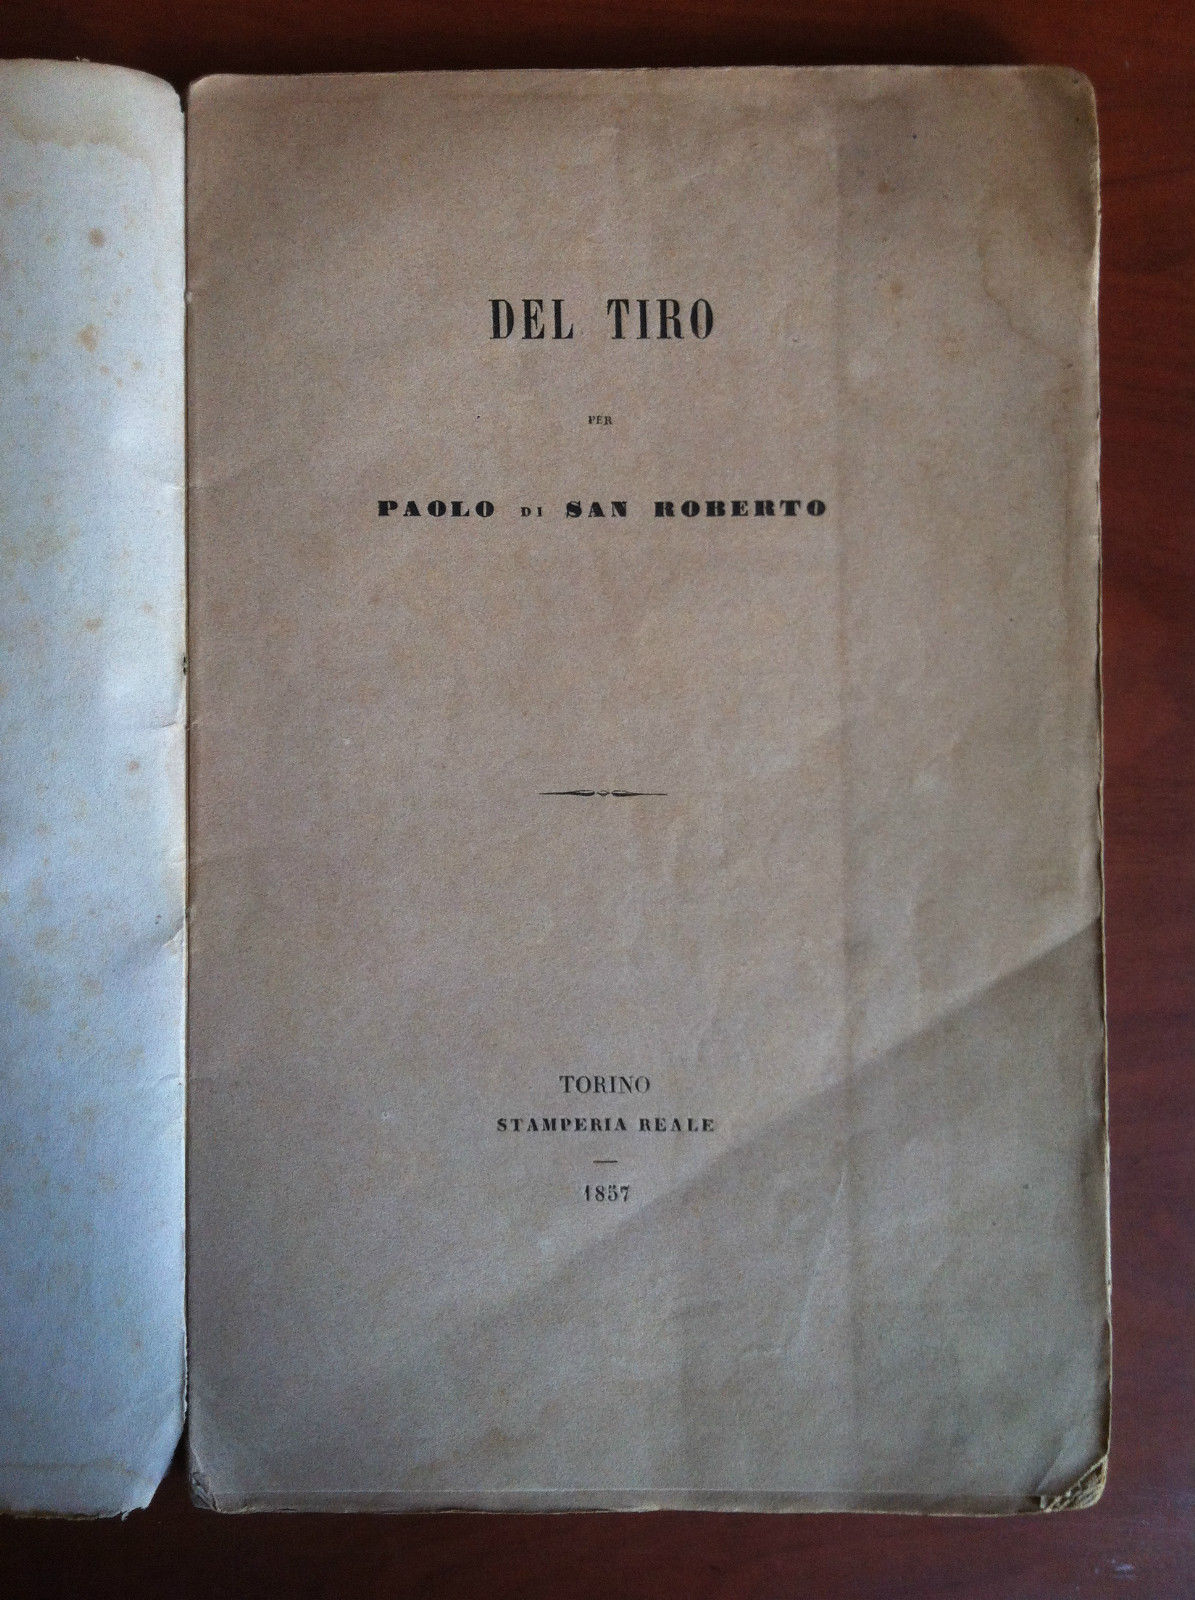 DEL TIRO
PER
PAOLO DI SAN ROBERTO
TORINO
STAMPERIA REALE
1857